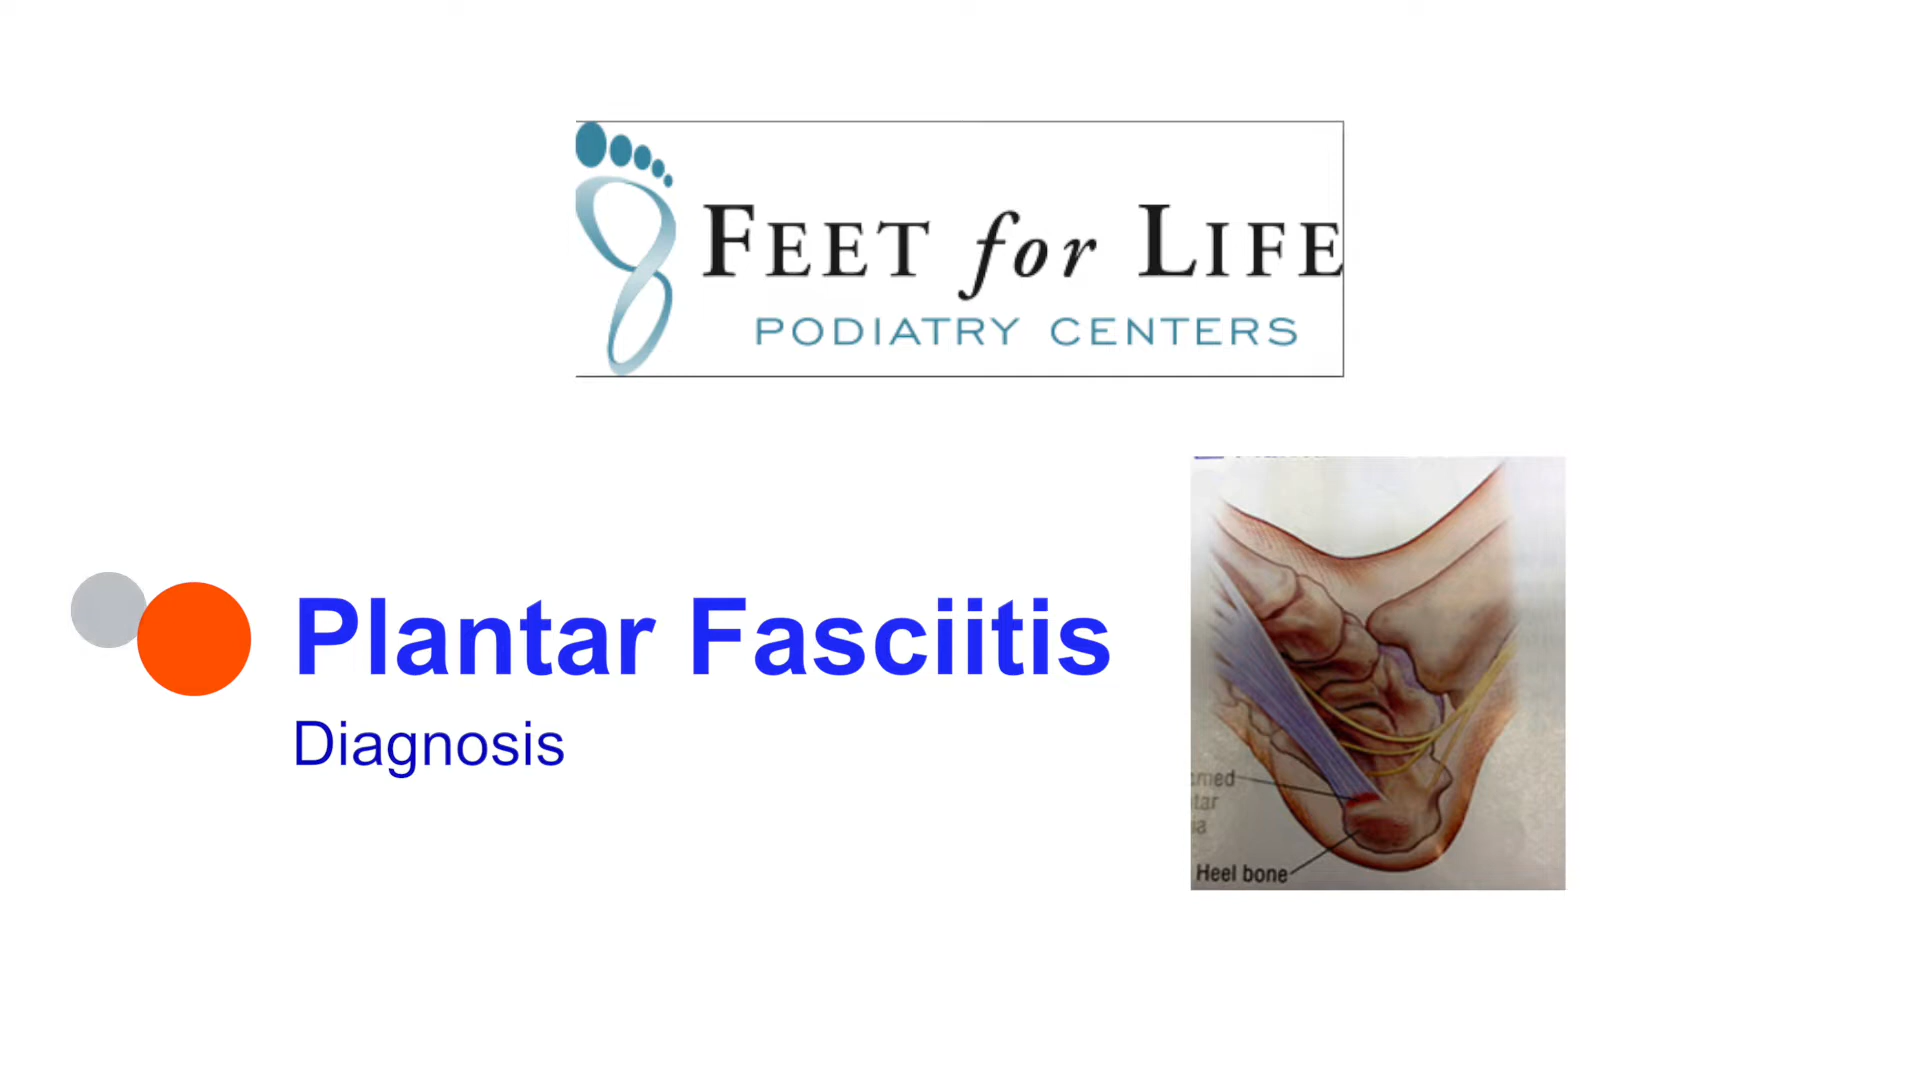 FEET for LIFE
PODIATRY CENTERS
Plantar Fasciitis
Diagnosis
Heel bone